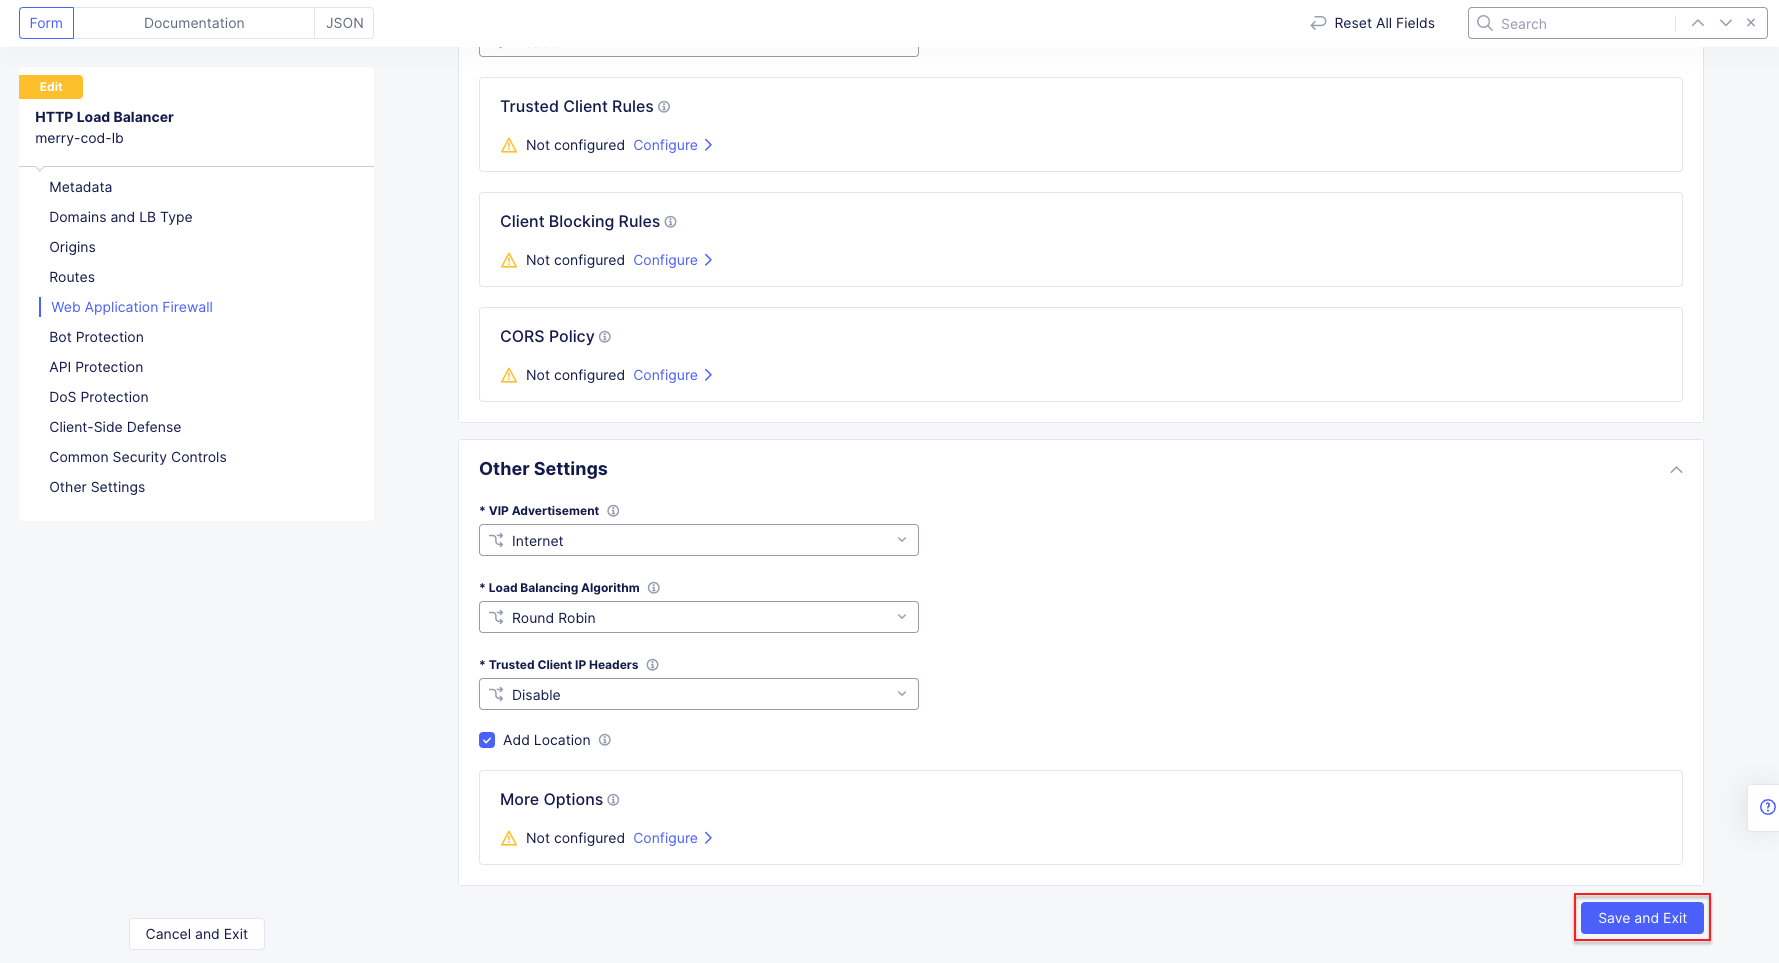 Form
Documentation
JSON
Reset All Fields
Search
Edit
HTTP Load Balancer
merry-cod-lb
Metadata
Domains and LB Type
Origins
Routes
Web Application Firewall
Bot Protection
API Protection
DoS Protection
Client-Side Defense
Common Security Controls
Other Settings
Trusted Client Rules
Not configured Configure
Client Blocking Rules
Not configured Configure
CORS Policy
Not configured Configure
Other Settings
* VIP Advertisement
Internet
* Load Balancing Algorithm
Round Robin
* Trusted Client IP Headers
Disable
Add Location
More Options
Not configured Configure
Cancel and Exit
Save and Exit